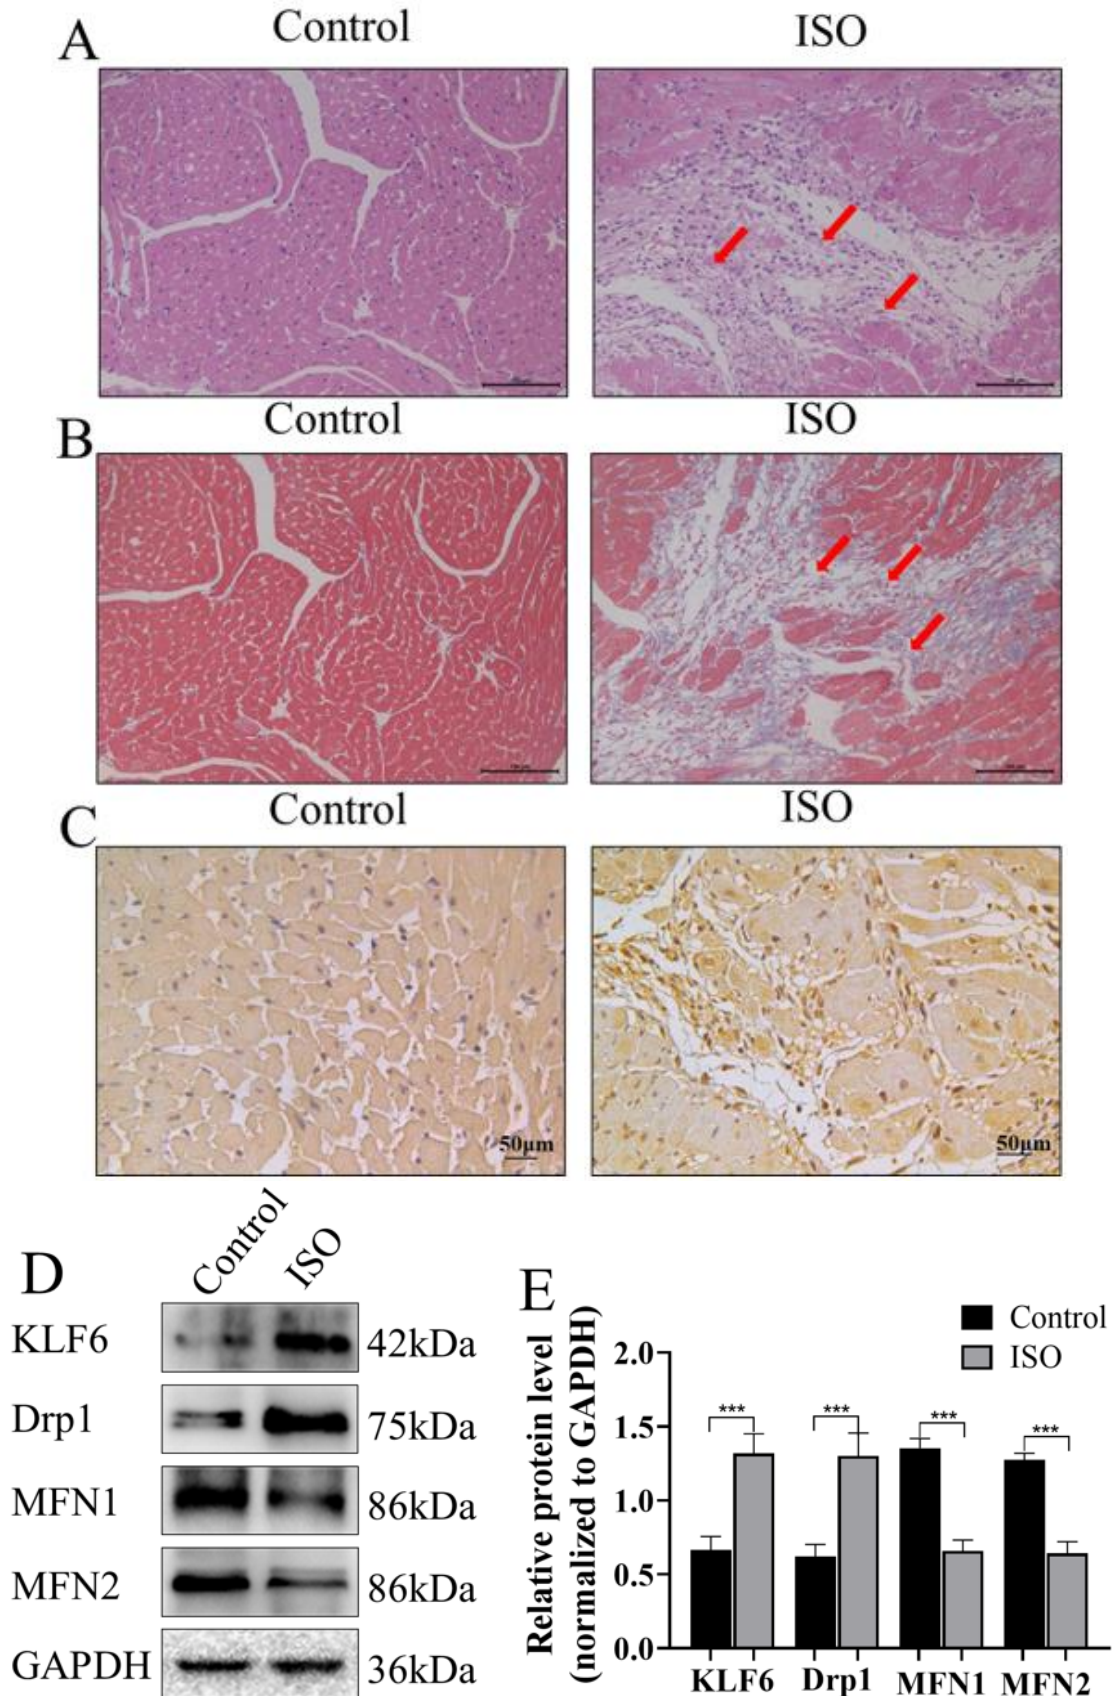 A
Control
ISO
B
Control
ISO
C
Control
ISO
50μm
50μm
D
Control
ISO
KLF6
42kDa
Drp1
75kDa
MFN1
86kDa
MFN2
86kDa
GAPDH
36kDa
E
Relative protein level
(normalized to GAPDH)
Control
ISO
2.0
1.5
1.0
0.5
0.0
***
***
***
***
KLF6
Drp1
MFN1
MFN2